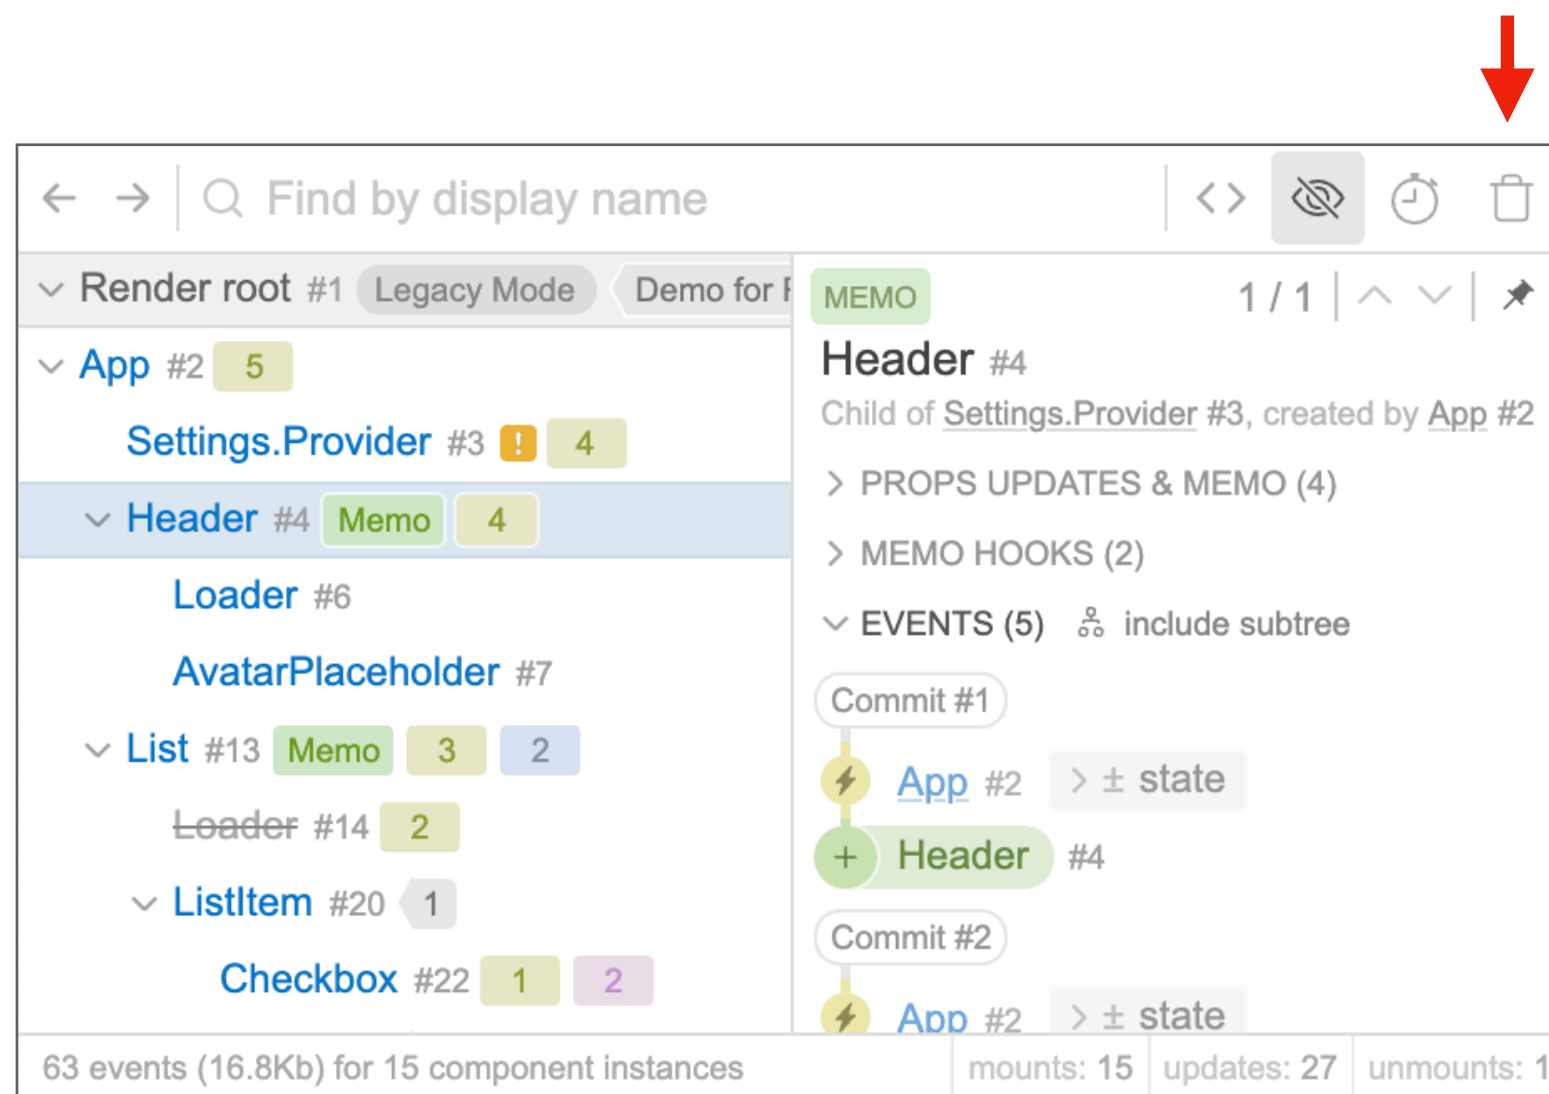 Find by display name
Render root #1 Legacy Mode Demo for
App #2 5
Settings.Provider #3 ! 4
Header #4 Memo 4
Loader #6
AvatarPlaceholder #7
List #13 Memo 3 2
Loader #14 2
ListItem #20 1
Checkbox #22 1 2
MEMO 1 / 1
Header #4
Child of Settings.Provider #3, created by App #2
PROPS UPDATES & MEMO (4)
MEMO HOOKS (2)
EVENTS (5) include subtree
Commit #1
App #2 > ± state
+ Header #4
Commit #2
App #2 > ± state
63 events (16.8Kb) for 15 component instances
mounts: 15 updates: 27 unmounts: 1